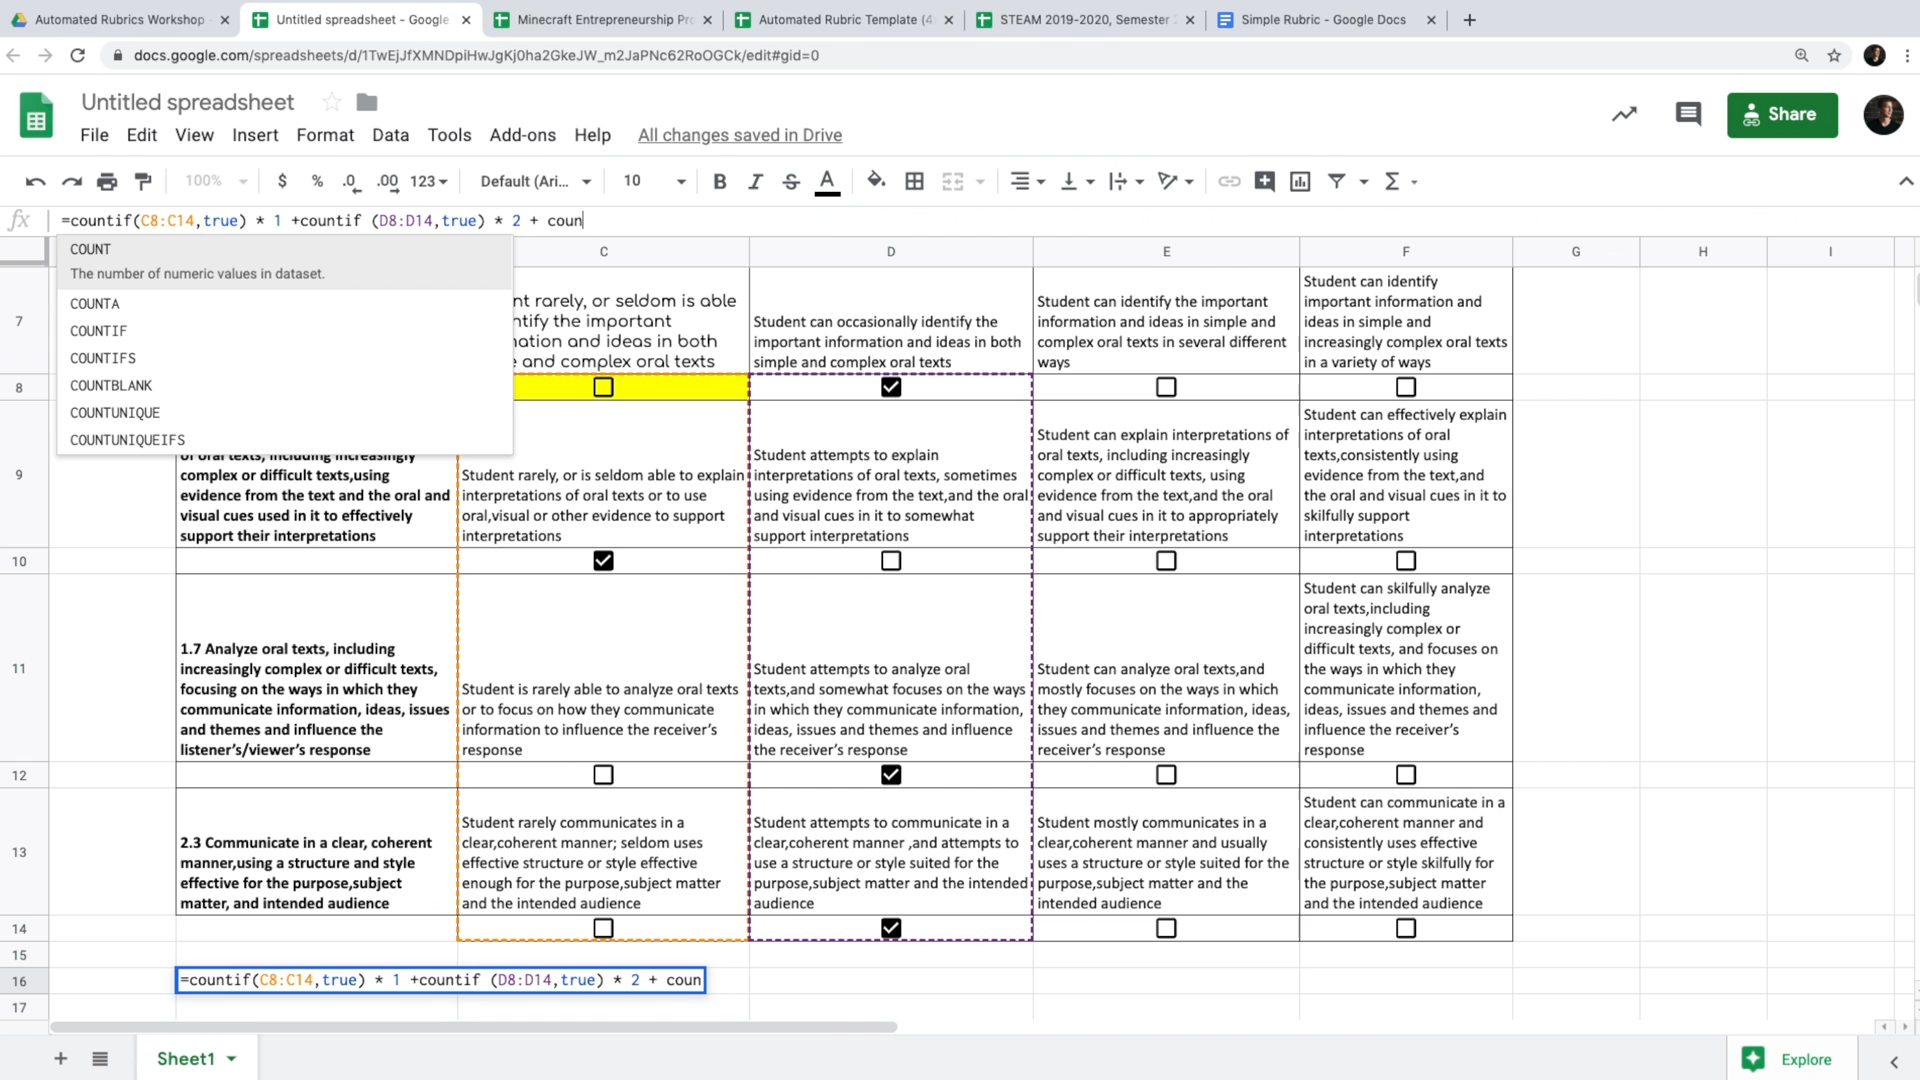 Automated Rubrics Workshop
Untitled spreadsheet - Google
Minecraft Entrepreneurship Pro
Automated Rubric Template (4
STEAM 2019-2020, Semester
Simple Rubric - Google Docs
docs.google.com/spreadsheets/d/1TwEjJfXMNDpiHwJgKj0ha2GkeJW_m2JaPNc62RoOGCk/edit#gid=0
Untitled spreadsheet
File Edit View Insert Format Data Tools Add-ons Help All changes saved in Drive
Share
100% $ % .0 .00 123 Default (Ari... 10 B I S A
fx =countif(C8:C14,true) * 1 +countif (D8:D14,true) * 2 + coun
COUNT
The number of numeric values in dataset.
COUNTA
COUNTIF
COUNTIFS
COUNTBLANK
COUNTUNIQUE
COUNTUNIQUEIFS
C D E F G H I
7
nt rarely, or seldom is able
ntify the important
nation and ideas in both
e and complex oral texts
Student can occasionally identify the
important information and ideas in both
simple and complex oral texts
Student can identify the important
information and ideas in simple and
complex oral texts in several different
ways
Student can identify
important information and
ideas in simple and
increasingly complex oral texts
in a variety of ways
8
9
of oral texts, including increasingly
complex or difficult texts,using
evidence from the text and the oral and
visual cues used in it to effectively
support their interpretations
Student rarely, or is seldom able to explain
interpretations of oral texts or to use
oral,visual or other evidence to support
interpretations
Student attempts to explain
interpretations of oral texts, sometimes
using evidence from the text,and the oral
and visual cues in it to somewhat
support interpretations
Student can explain interpretations of
oral texts, including increasingly
complex or difficult texts, using
evidence from the text,and the oral
and visual cues in it to appropriately
support their interpretations
Student can effectively explain
interpretations of oral
texts,consistently using
evidence from the text,and
the oral and visual cues in it to
skilfully support
interpretations
10
11
1.7 Analyze oral texts, including
increasingly complex or difficult texts,
focusing on the ways in which they
communicate information, ideas, issues
and themes and influence the
listener's/viewer's response
Student is rarely able to analyze oral texts
or to focus on how they communicate
information to influence the receiver's
response
Student attempts to analyze oral
texts,and somewhat focuses on the ways
in which they communicate information,
ideas, issues and themes and influence
the receiver's response
Student can analyze oral texts,and
mostly focuses on the ways in which
they communicate information, ideas,
issues and themes and influence the
receiver's response
Student can skilfully analyze
oral texts,including
increasingly complex or
difficult texts, and focuses on
the ways in which they
communicate information,
ideas, issues and themes and
influence the receiver's
response
12
13
2.3 Communicate in a clear, coherent
manner,using a structure and style
effective for the purpose,subject
matter, and intended audience
Student rarely communicates in a
clear,coherent manner; seldom uses
effective structure or style effective
enough for the purpose,subject matter
and the intended audience
Student attempts to communicate in a
clear,coherent manner ,and attempts to
use a structure or style suited for the
purpose,subject matter and the intended
audience
Student mostly communicates in a
clear,coherent manner and usually
uses a structure or style suited for the
purpose,subject matter and the
intended audience
Student can communicate in a
clear,coherent manner and
consistently uses effective
structure or style skilfully for
the purpose,subject matter
and the intended audience
14
15
16
=countif(C8:C14,true) * 1 +countif (D8:D14,true) * 2 + coun
17
Sheet1
Explore